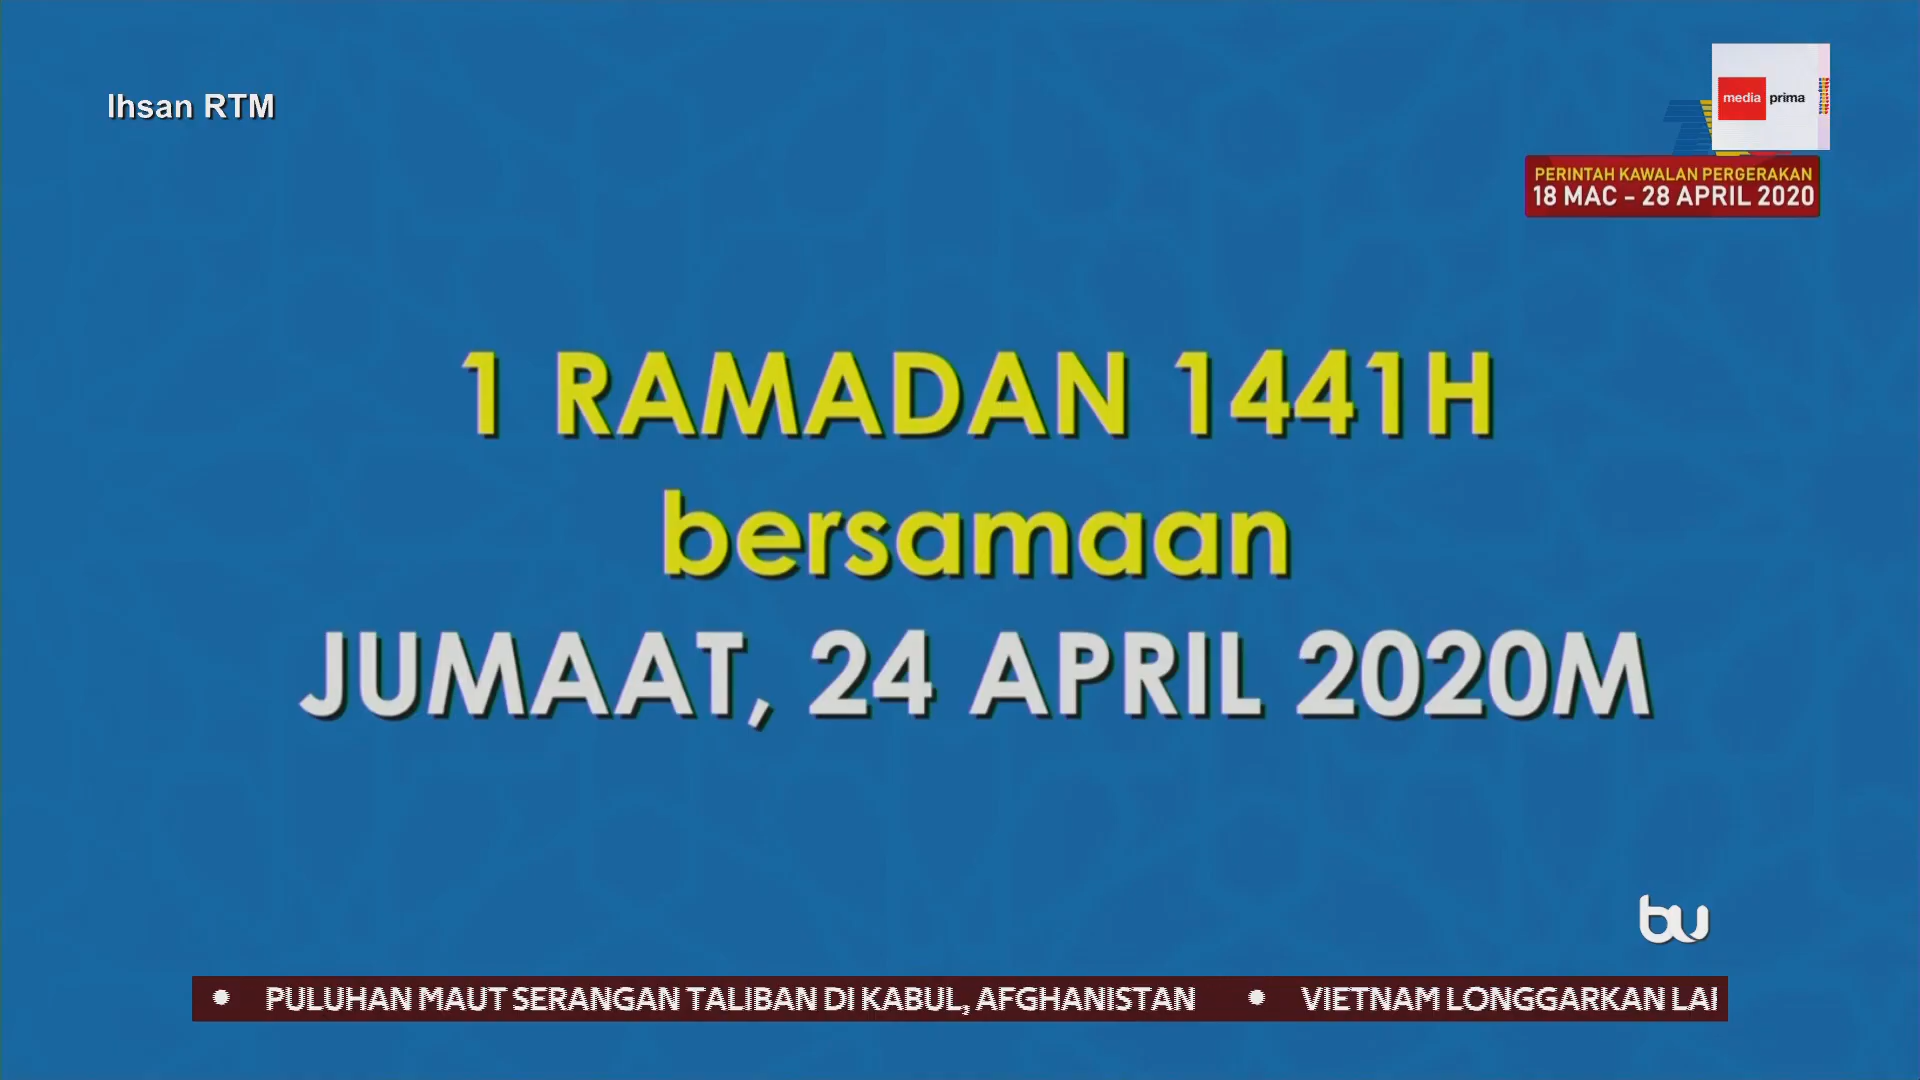 Ihsan RTM
media prima
PERINTAH KAWALAN PERGERAKAN
18 MAC - 28 APRIL 2020
1 RAMADAN 1441H
bersamaan
JUMAAT, 24 APRIL 2020M
bu
• PULUHAN MAUT SERANGAN TALIBAN DI KABUL, AFGHANISTAN • VIETNAM LONGGARKAN